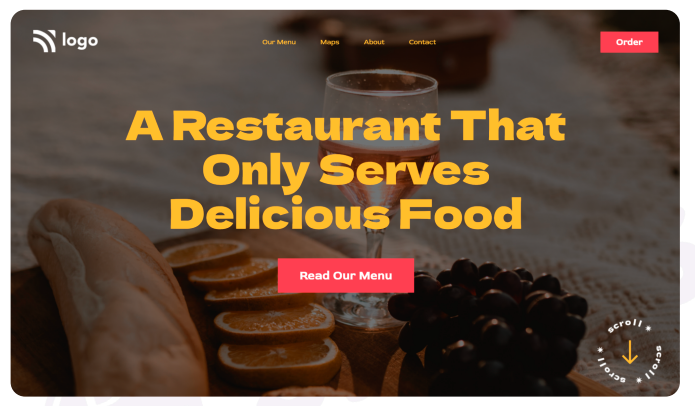 logo
Our Menu
Maps
About
Contact
Order
A Restaurant That
Only Serves
Delicious Food
Read Our Menu
scroll * scroll * scroll *